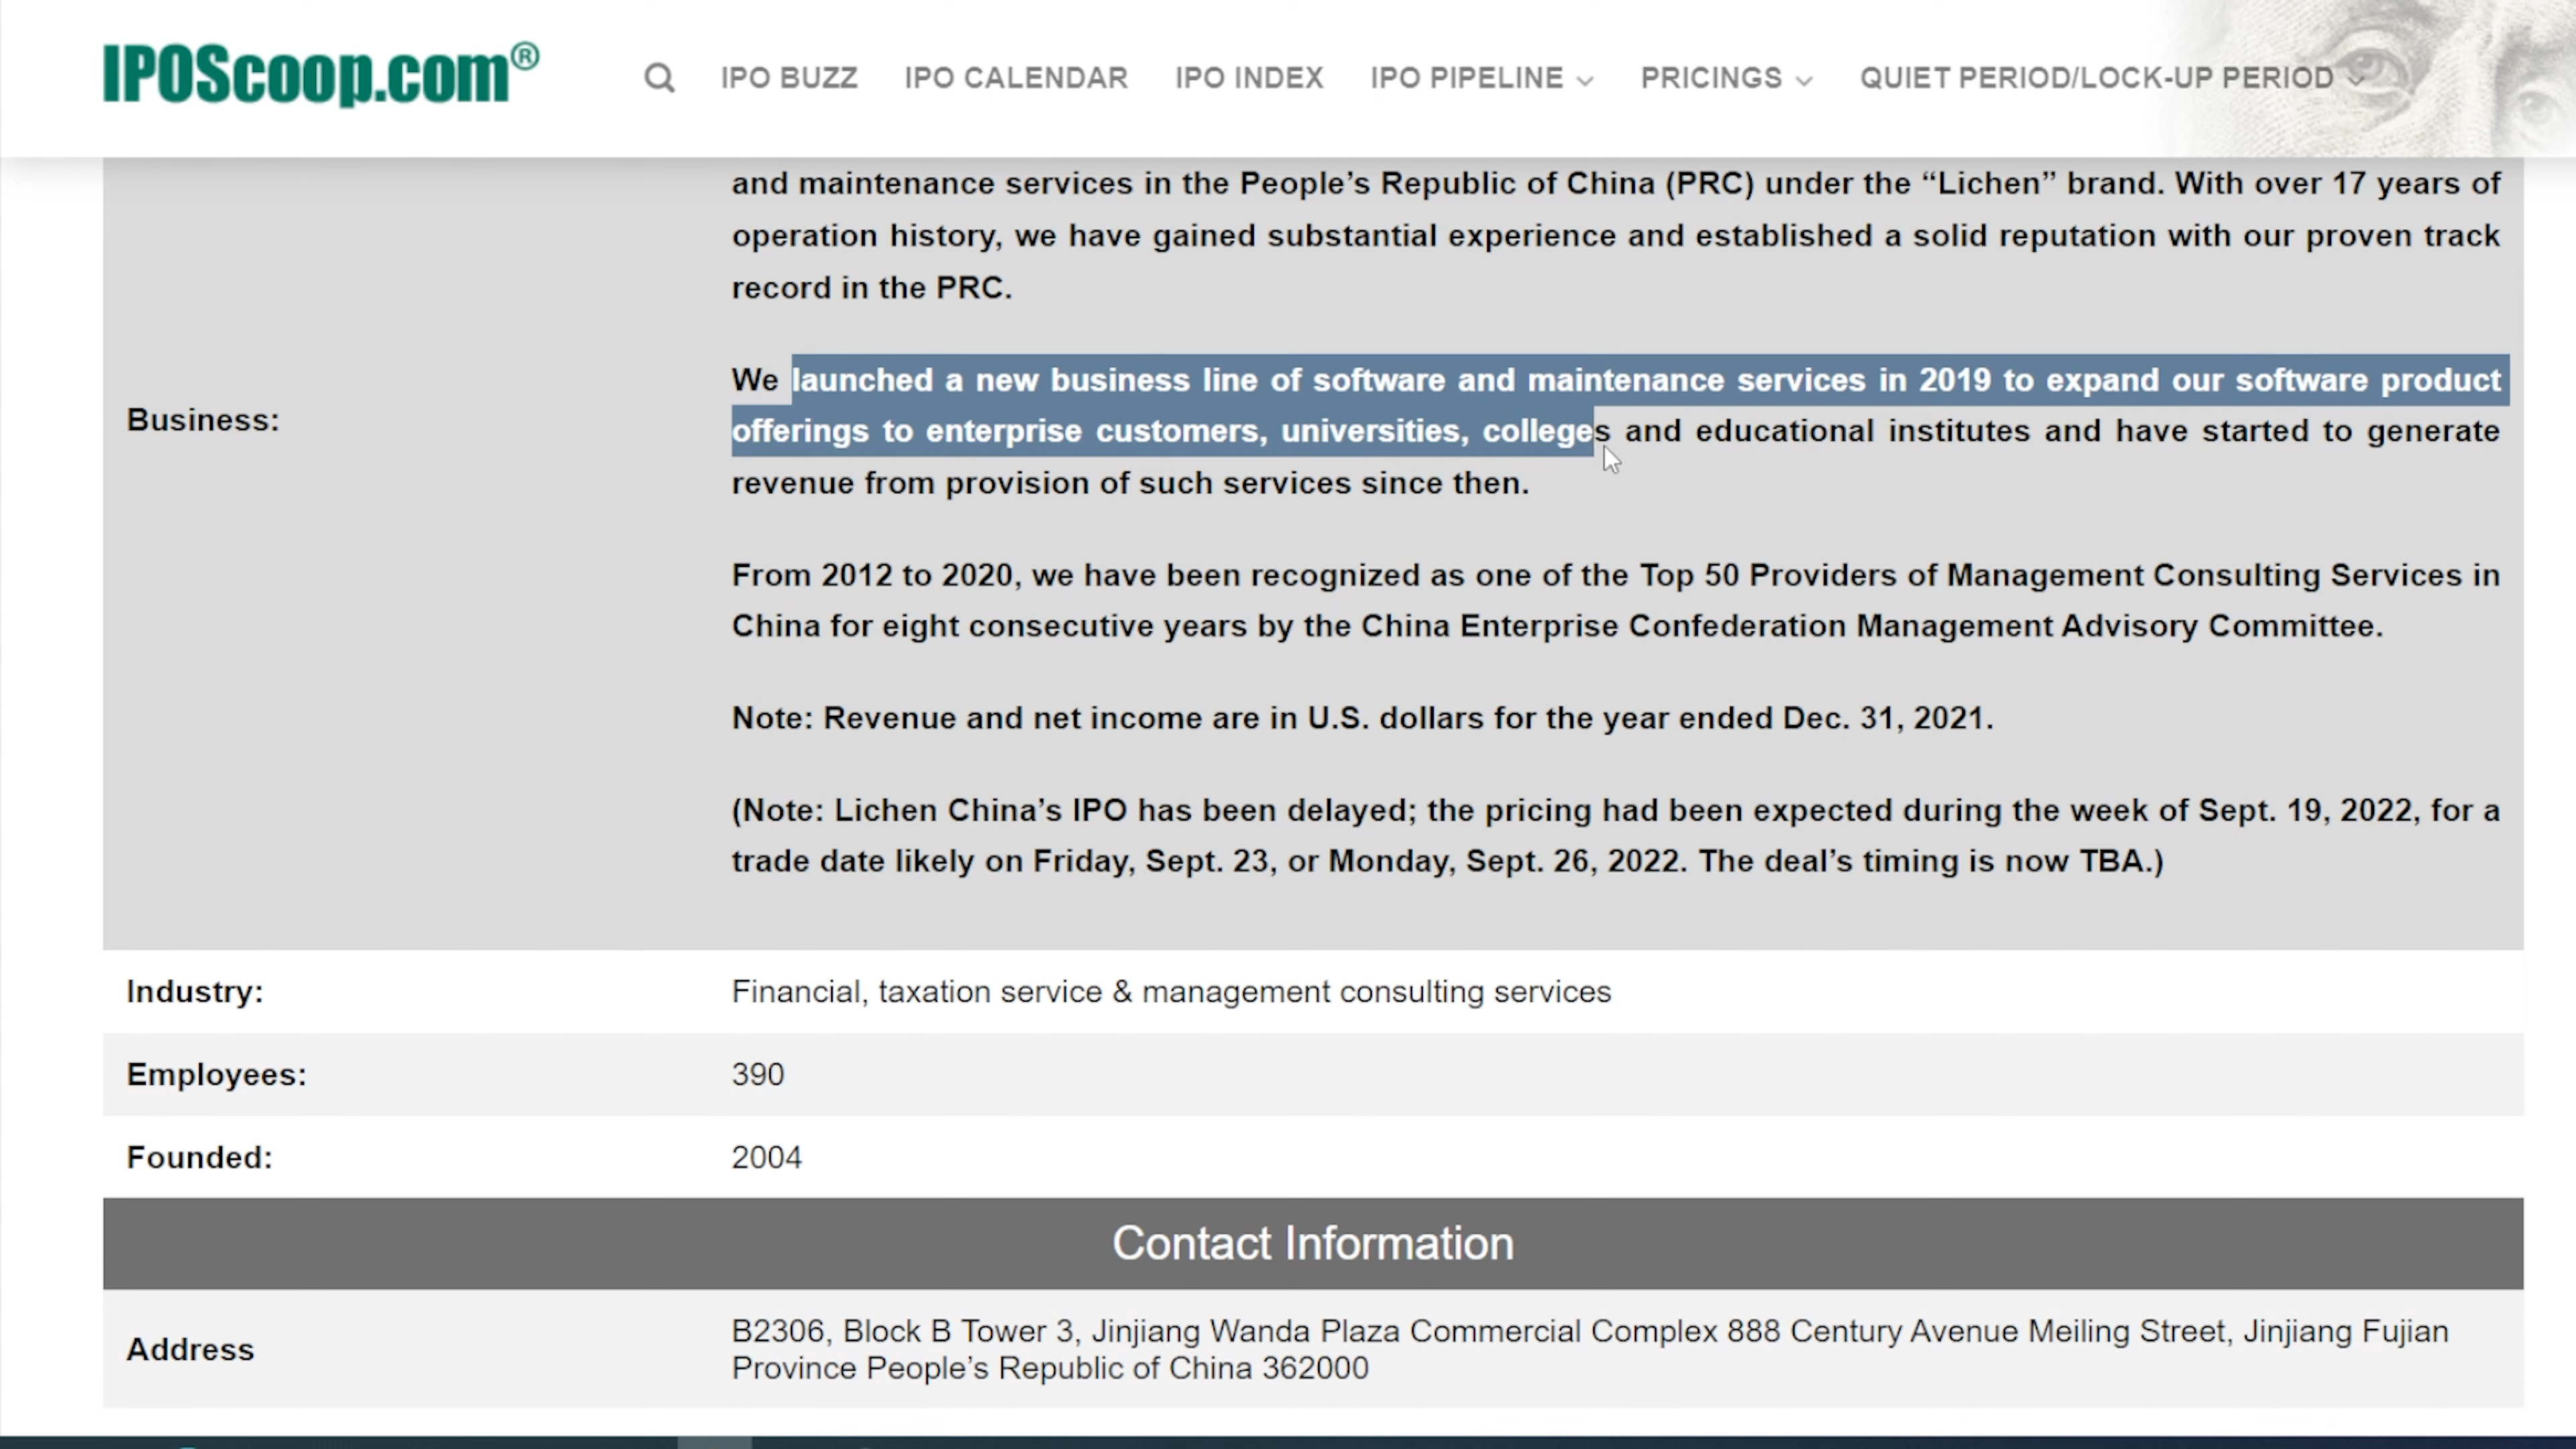 IPOScoop.com®
IPO BUZZ IPO CALENDAR IPO INDEX IPO PIPELINE PRICINGS QUIET PERIOD/LOCK-UP PERIOD
and maintenance services in the People’s Republic of China (PRC) under the “Lichen” brand. With over 17 years of
operation history, we have gained substantial experience and established a solid reputation with our proven track
record in the PRC.
We launched a new business line of software and maintenance services in 2019 to expand our software product
Business:
offerings to enterprise customers, universities, colleges and educational institutes and have started to generate
revenue from provision of such services since then.
From 2012 to 2020, we have been recognized as one of the Top 50 Providers of Management Consulting Services in
China for eight consecutive years by the China Enterprise Confederation Management Advisory Committee.
Note: Revenue and net income are in U.S. dollars for the year ended Dec. 31, 2021.
(Note: Lichen China’s IPO has been delayed; the pricing had been expected during the week of Sept. 19, 2022, for a
trade date likely on Friday, Sept. 23, or Monday, Sept. 26, 2022. The deal’s timing is now TBA.)
Industry: Financial, taxation service & management consulting services
Employees: 390
Founded: 2004
Contact Information
Address
B2306, Block B Tower 3, Jinjiang Wanda Plaza Commercial Complex 888 Century Avenue Meiling Street, Jinjiang Fujian
Province People’s Republic of China 362000